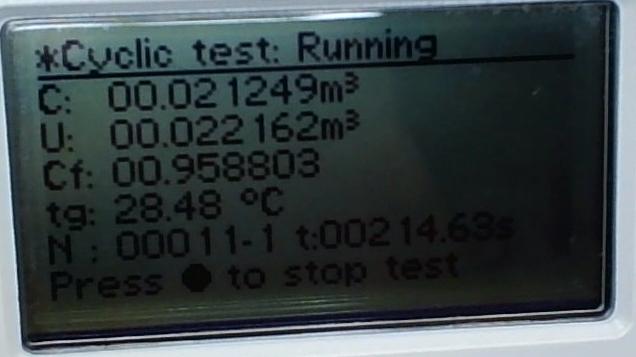 *Cyclic test: Running
C: 00.021249m³
U: 00.022162m³
Cf: 00.958803
tg: 28.48 °C
N : 00011-1 t:00214.63s
Press ● to stop test